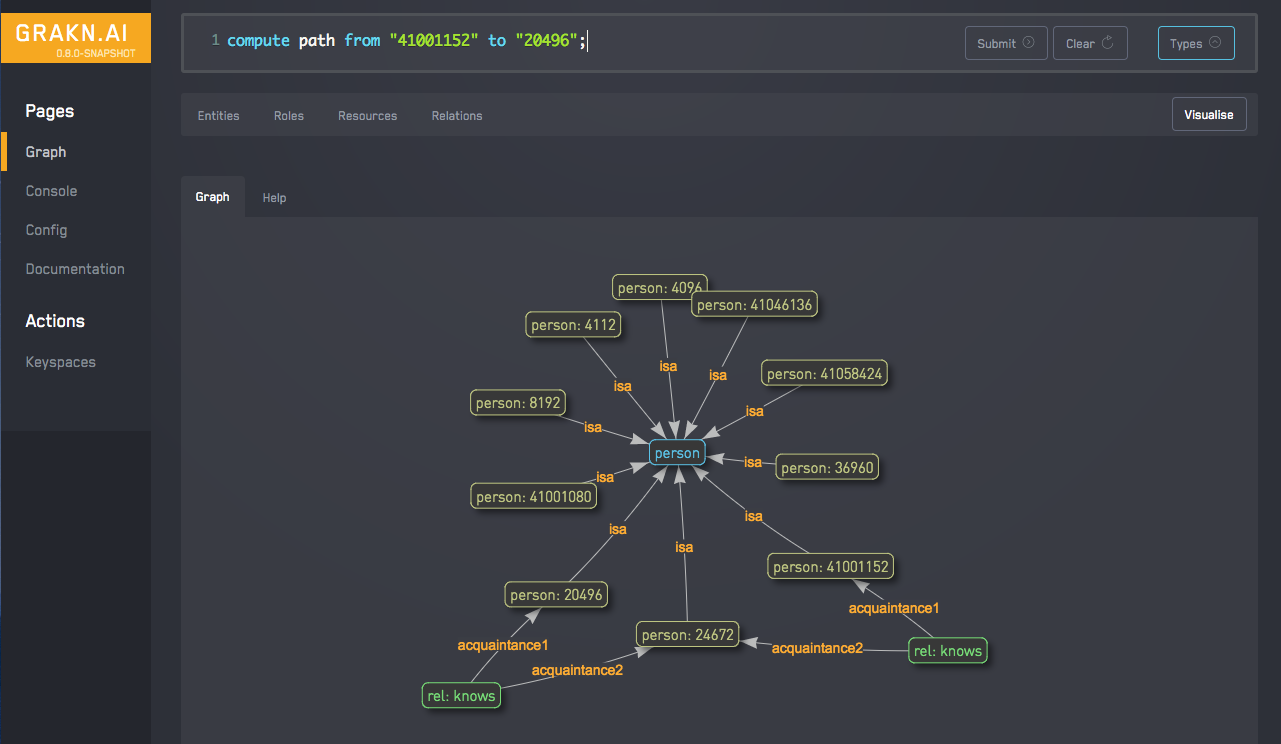 GRAKN.AI
0.8.0-SNAPSHOT
1 compute path from "41001152" to "20496";
Submit
Clear
Types
Pages
Graph
Console
Config
Documentation
Actions
Keyspaces
Entities Roles Resources Relations
Visualise
Graph Help
person: 4096
person: 41046136
person: 4112
isa
isa
isa
person: 41058424
person: 8192
isa
isa
person
isa
person: 36960
isa
person: 41001080
isa
isa
isa
person: 41001152
person: 20496
acquaintance1
person: 24672
acquaintance1
acquaintance2
rel: knows
acquaintance2
rel: knows